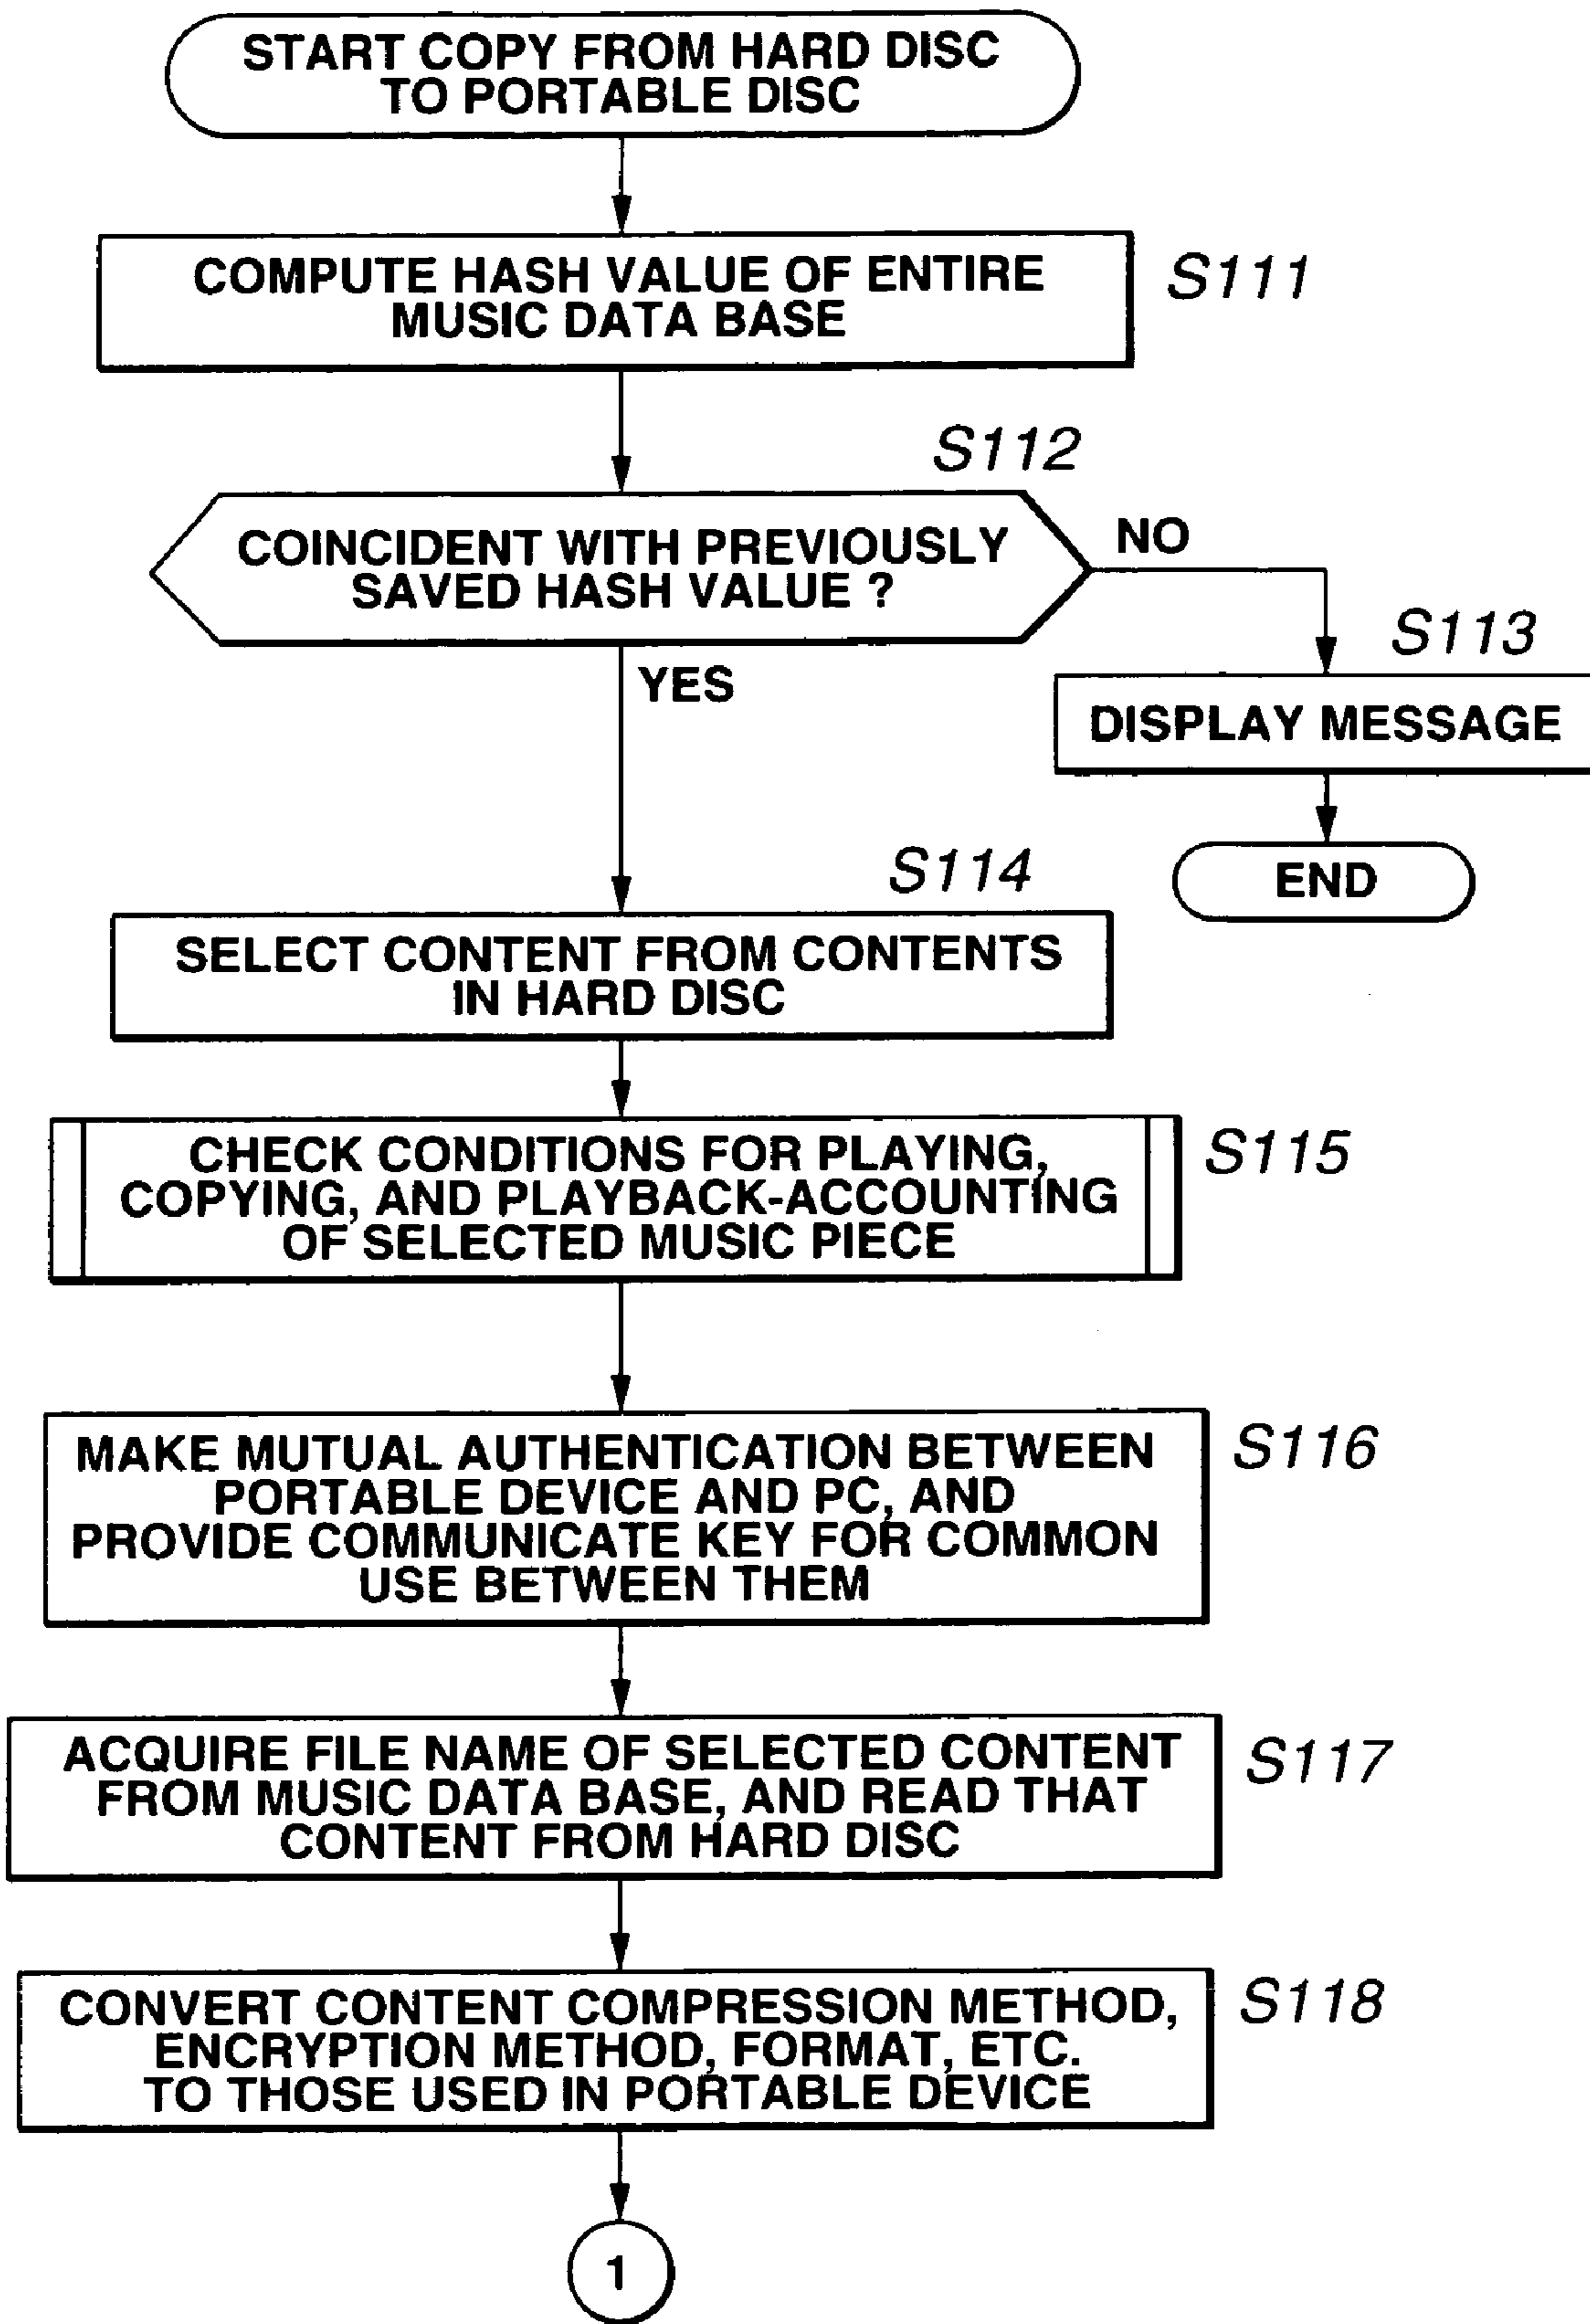 START COPY FROM HARD DISC
TO PORTABLE DISC
COMPUTE HASH VALUE OF ENTIRE
MUSIC DATA BASE
S111
S112
COINCIDENT WITH PREVIOUSLY
SAVED HASH VALUE ?
NO
YES
S113
DISPLAY MESSAGE
END
S114
SELECT CONTENT FROM CONTENTS
IN HARD DISC
CHECK CONDITIONS FOR PLAYING,
COPYING, AND PLAYBACK-ACCOUNTING
OF SELECTED MUSIC PIECE
S115
MAKE MUTUAL AUTHENTICATION BETWEEN
PORTABLE DEVICE AND PC, AND
PROVIDE COMMUNICATE KEY FOR COMMON
USE BETWEEN THEM
S116
ACQUIRE FILE NAME OF SELECTED CONTENT
FROM MUSIC DATA BASE, AND READ THAT
CONTENT FROM HARD DISC
S117
CONVERT CONTENT COMPRESSION METHOD,
ENCRYPTION METHOD, FORMAT, ETC.
TO THOSE USED IN PORTABLE DEVICE
S118
1